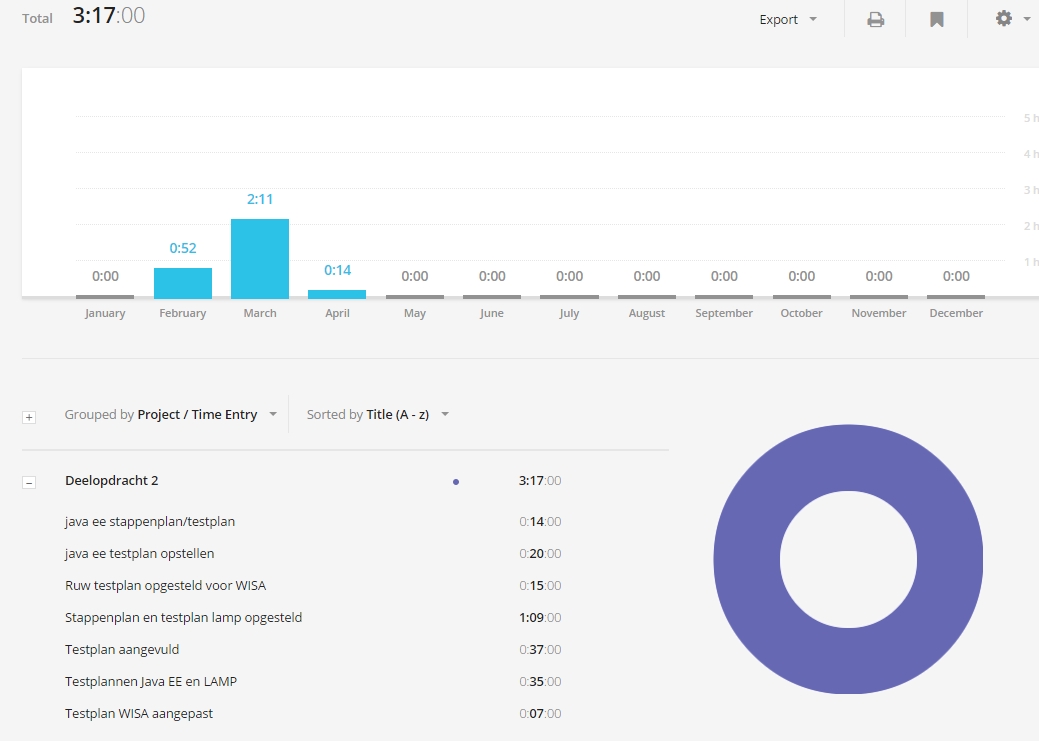 Total 3:17:00 Export
5 h
4 h
3 h
2:11
2 h
0:52
1 h
0:00 0:14 0:00 0:00 0:00 0:00 0:00 0:00 0:00 0:00
January February March April May June July August September October November December
Grouped by Project / Time Entry Sorted by Title (A - z)
Deelopdracht 2 3:17:00
java ee stappenplan/testplan 0:14:00
java ee testplan opstellen 0:20:00
Ruw testplan opgesteld voor WISA 0:15:00
Stappenplan en testplan lamp opgesteld 1:09:00
Testplan aangevuld 0:37:00
Testplannen Java EE en LAMP 0:35:00
Testplan WISA aangepast 0:07:00